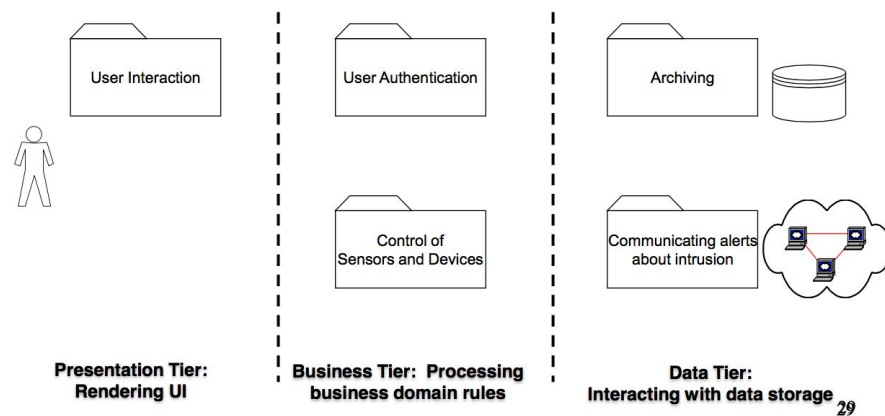 User Interaction
User Authentication
Archiving
Control of
Sensors and Devices
Communicating alerts
about intrusion
Presentation Tier:
Rendering UI
Business Tier: Processing
business domain rules
Data Tier:
Interacting with data storage
29